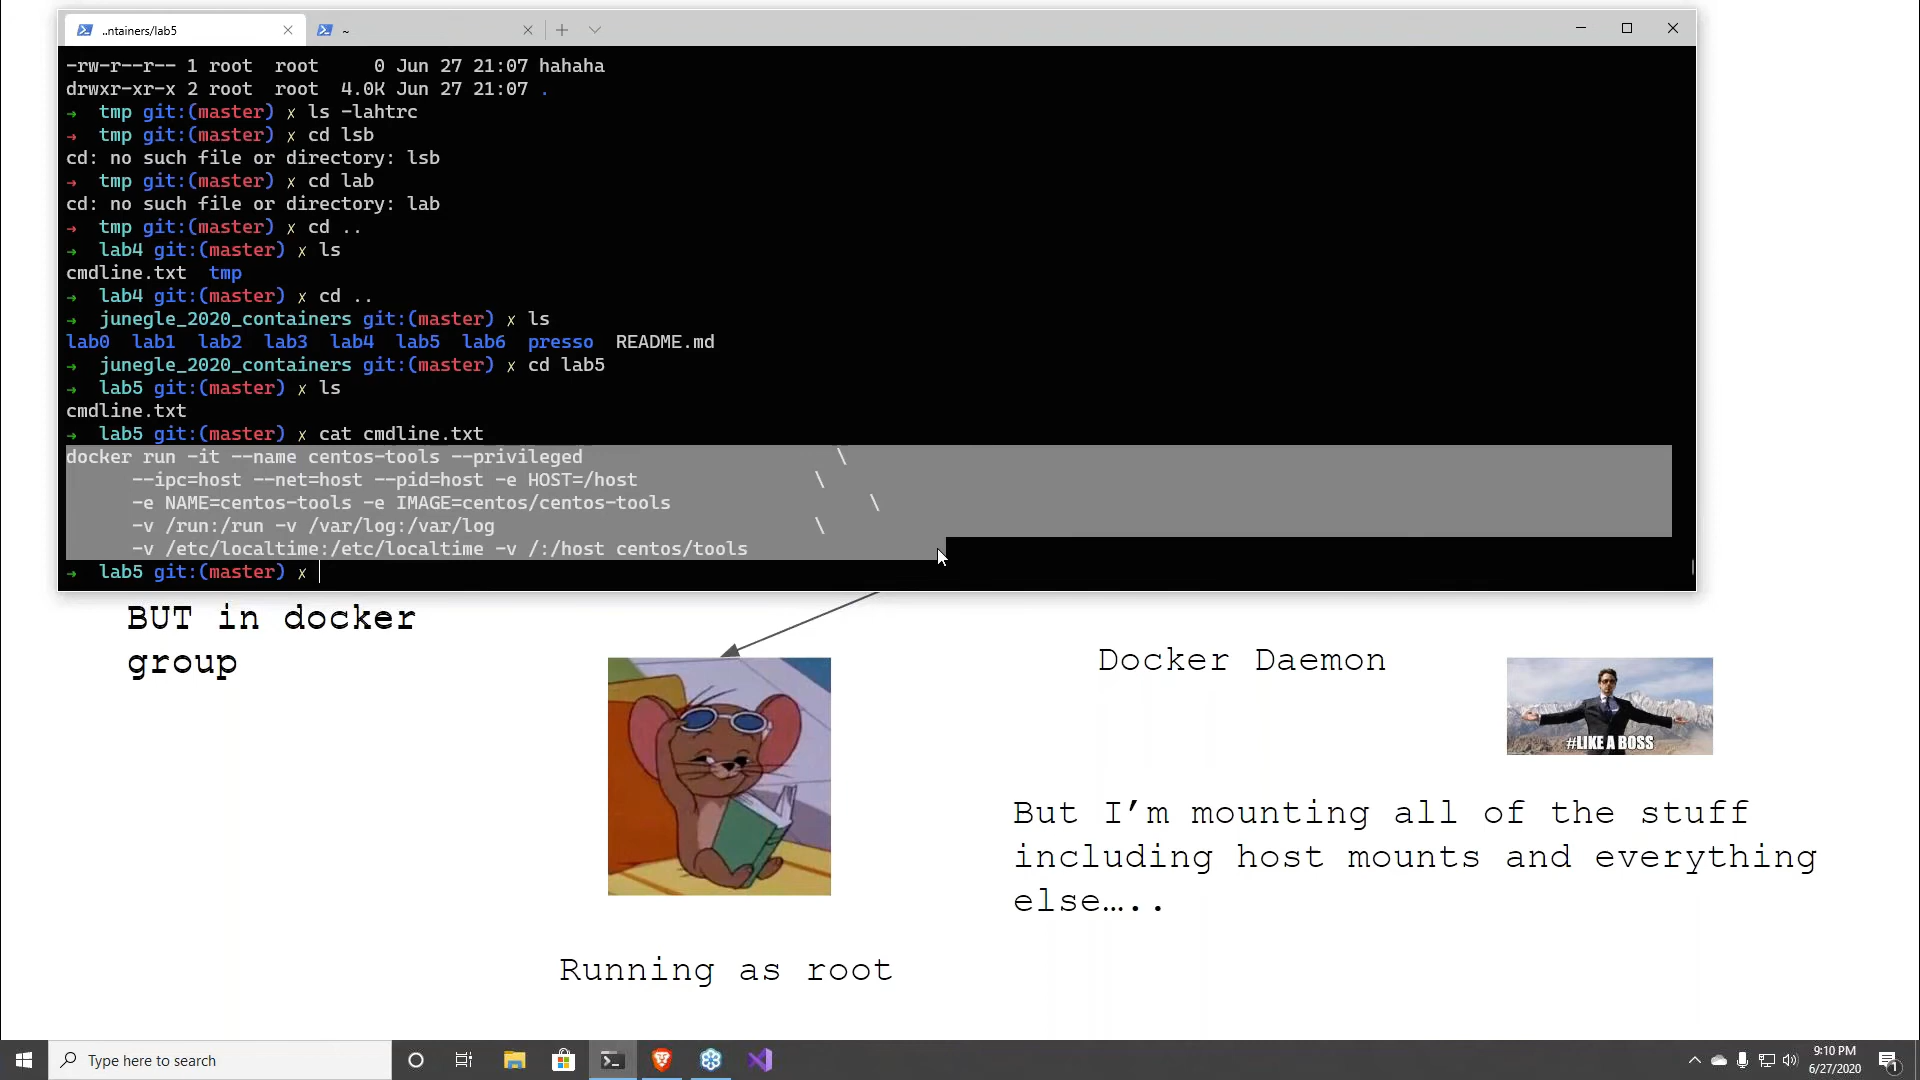 ..ntainers/lab5
~
-rw-r--r-- 1 root  root     0 Jun 27 21:07 hahaha
drwxr-xr-x 2 root  root  4.0K Jun 27 21:07 .
→  tmp git:(master) ✗ ls -lahtrc
→  tmp git:(master) ✗ cd lsb
cd: no such file or directory: lsb
→  tmp git:(master) ✗ cd lab
cd: no such file or directory: lab
→  tmp git:(master) ✗ cd ..
→  lab4 git:(master) ✗ ls
cmdline.txt  tmp
→  lab4 git:(master) ✗ cd ..
→  junegle_2020_containers git:(master) ✗ ls
lab0  lab1  lab2  lab3  lab4  lab5  lab6  presso  README.md
→  junegle_2020_containers git:(master) ✗ cd lab5
→  lab5 git:(master) ✗ ls
cmdline.txt
→  lab5 git:(master) ✗ cat cmdline.txt
docker run -it --name centos-tools --privileged \
--ipc=host --net=host --pid=host -e HOST=/host \
-e NAME=centos-tools -e IMAGE=centos/centos-tools \
-v /run:/run -v /var/log:/var/log \
-v /etc/localtime:/etc/localtime -v /:/host centos/tools
→  lab5 git:(master) ✗
BUT in docker
group
Docker Daemon
#LIKE A BOSS
But I’m mounting all of the stuff
including host mounts and everything
else…..
Running as root
Type here to search
9:10 PM
6/27/2020
1